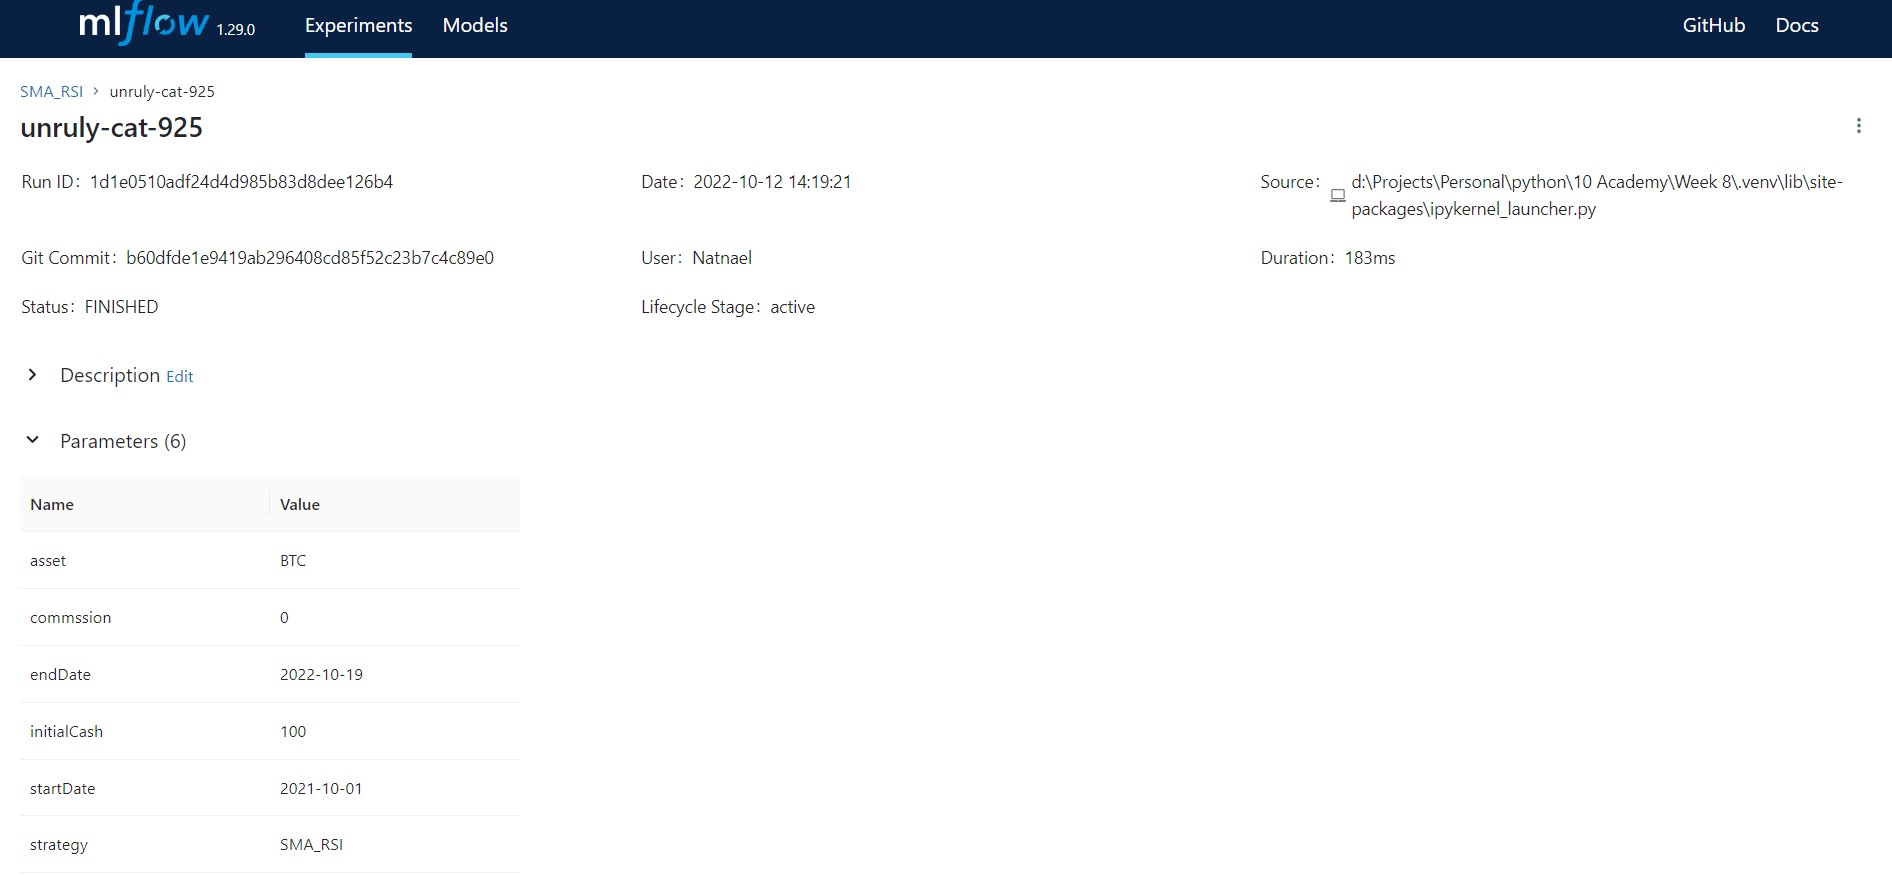 mlflow 1.29.0 Experiments Models GitHub Docs
SMA_RSI > unruly-cat-925
unruly-cat-925
Run ID: 1d1e0510adf24d4d985b83d8dee126b4 Date: 2022-10-12 14:19:21 Source: d:\Projects\Personal\python\10 Academy\Week 8\.venv\lib\site-
packages\ipykernel_launcher.py
Git Commit: b60dfde1e9419ab296408cd85f52c23b7c4c89e0 User: Natnael Duration: 183ms
Status: FINISHED Lifecycle Stage: active
Description Edit
Parameters (6)
Name Value
asset BTC
commssion 0
endDate 2022-10-19
initialCash 100
startDate 2021-10-01
strategy SMA_RSI